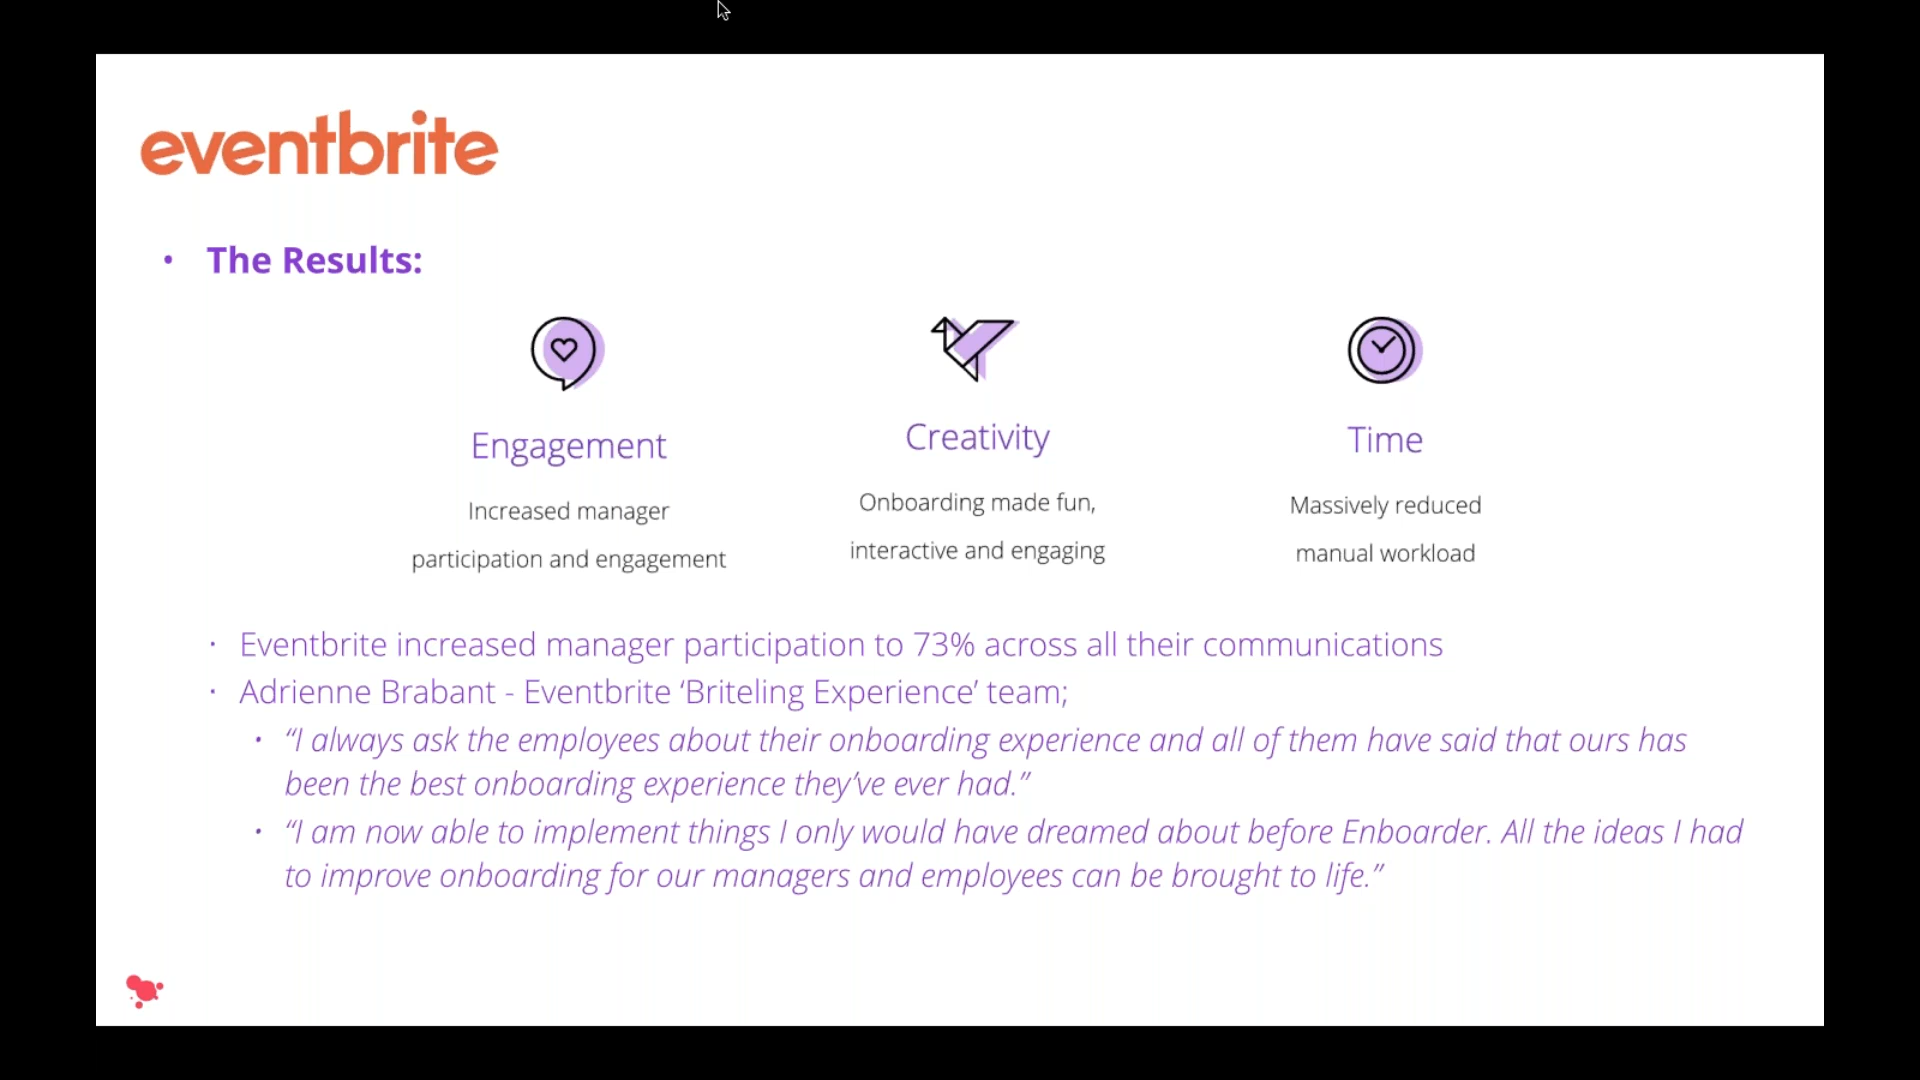 eventbrite
• The Results:
Engagement
Increased manager
participation and engagement
Creativity
Onboarding made fun,
interactive and engaging
Time
Massively reduced
manual workload
• Eventbrite increased manager participation to 73% across all their communications
• Adrienne Brabant - Eventbrite ‘Briteling Experience’ team;
• “I always ask the employees about their onboarding experience and all of them have said that ours has
been the best onboarding experience they’ve ever had.”
• “I am now able to implement things I only would have dreamed about before Enboarder. All the ideas I had
to improve onboarding for our managers and employees can be brought to life.”